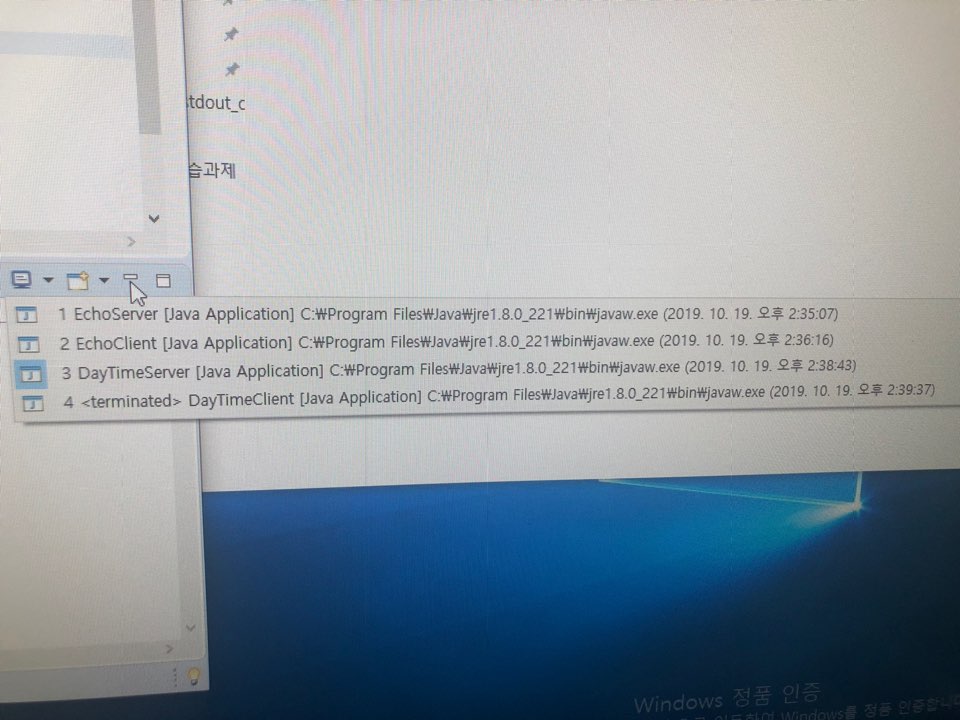 tdout_c
습과제
1 EchoServer [Java Application] C:₩Program Files₩Java₩jre1.8.0_221₩bin₩javaw.exe (2019. 10. 19. 오후 2:35:07)
2 EchoClient [Java Application] C:₩Program Files₩Java₩jre1.8.0_221₩bin₩javaw.exe (2019. 10. 19. 오후 2:36:16)
3 DayTimeServer [Java Application] C:₩Program Files₩Java₩jre1.8.0_221₩bin₩javaw.exe (2019. 10. 19. 오후 2:38:43)
4 <terminated> DayTimeClient [Java Application] C:₩Program Files₩Java₩jre1.8.0_221₩bin₩javaw.exe (2019. 10. 19. 오후 2:39:37)
Windows 정품 인증
Windows를 정품 인증합니